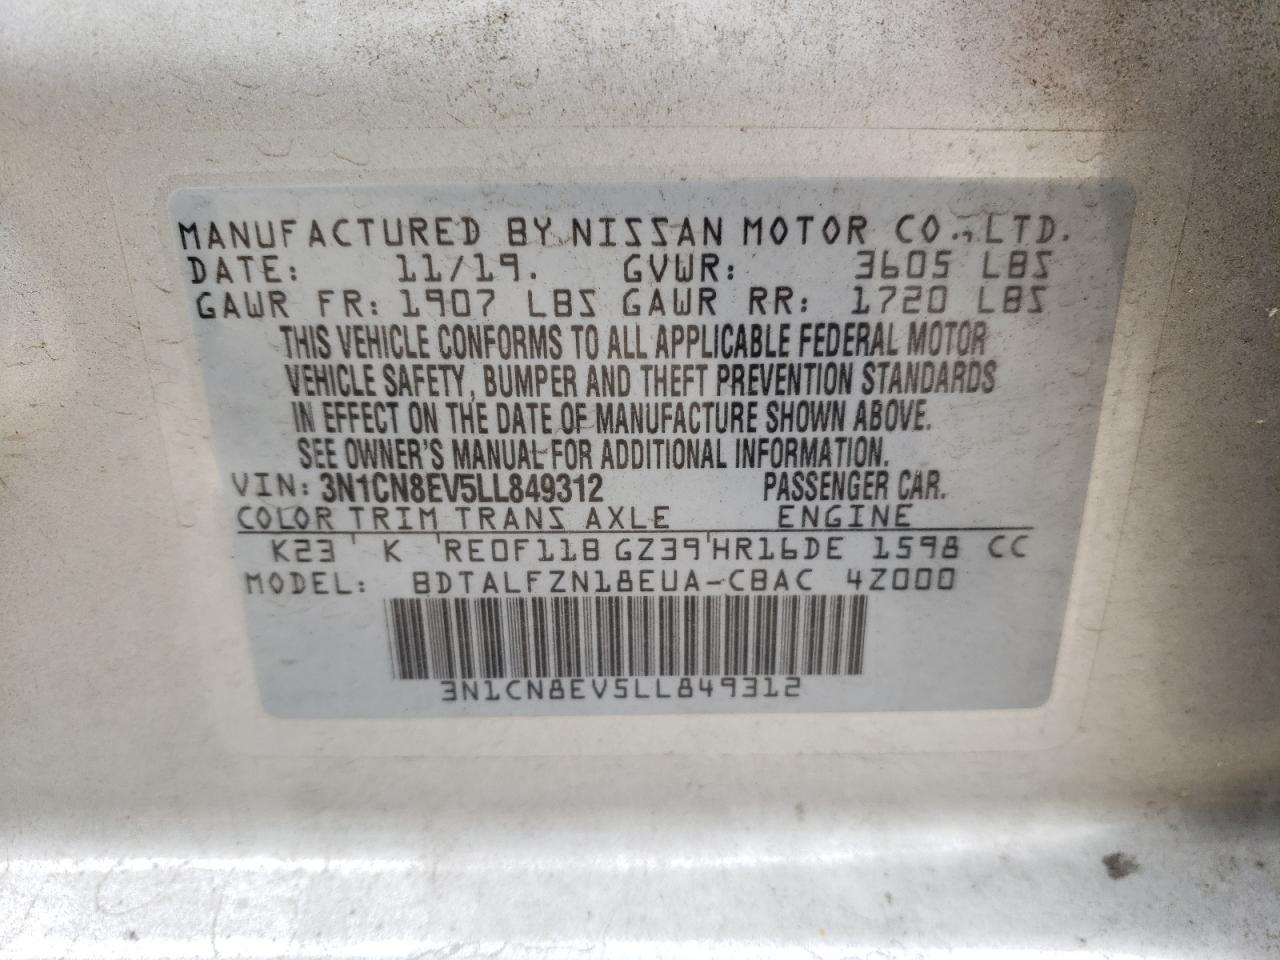 MANUFACTURED BY NISSAN MOTOR CO., LTD.
DATE: 11/19. GVWR: 3605 LBS
GAWR FR: 1907 LBS GAWR RR: 1720 LBS
THIS VEHICLE CONFORMS TO ALL APPLICABLE FEDERAL MOTOR
VEHICLE SAFETY, BUMPER AND THEFT PREVENTION STANDARDS
IN EFFECT ON THE DATE OF MANUFACTURE SHOWN ABOVE.
SEE OWNER'S MANUAL FOR ADDITIONAL INFORMATION.
VIN: 3N1CN8EV5LL849312 PASSENGER CAR.
COLOR TRIM TRANS AXLE ENGINE
K23 ' K ' RE0F11B GZ39 ' HR16DE 1598 CC
MODEL: BDTALFZN18EUA-CBAC 4Z000
3N1CN8EV5LL849312